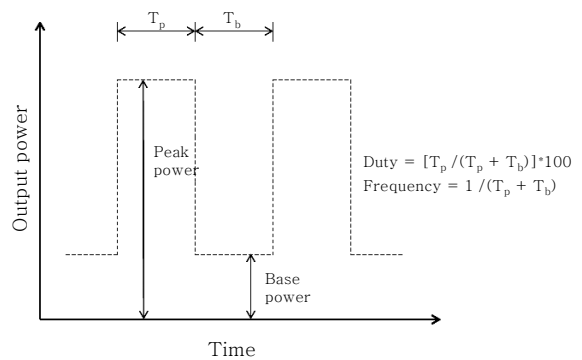 T_p T_b
Output power
Peak
power
Duty = [T_p /(T_p + T_b)]*100
Frequency = 1 /(T_p + T_b)
Base
power
Time